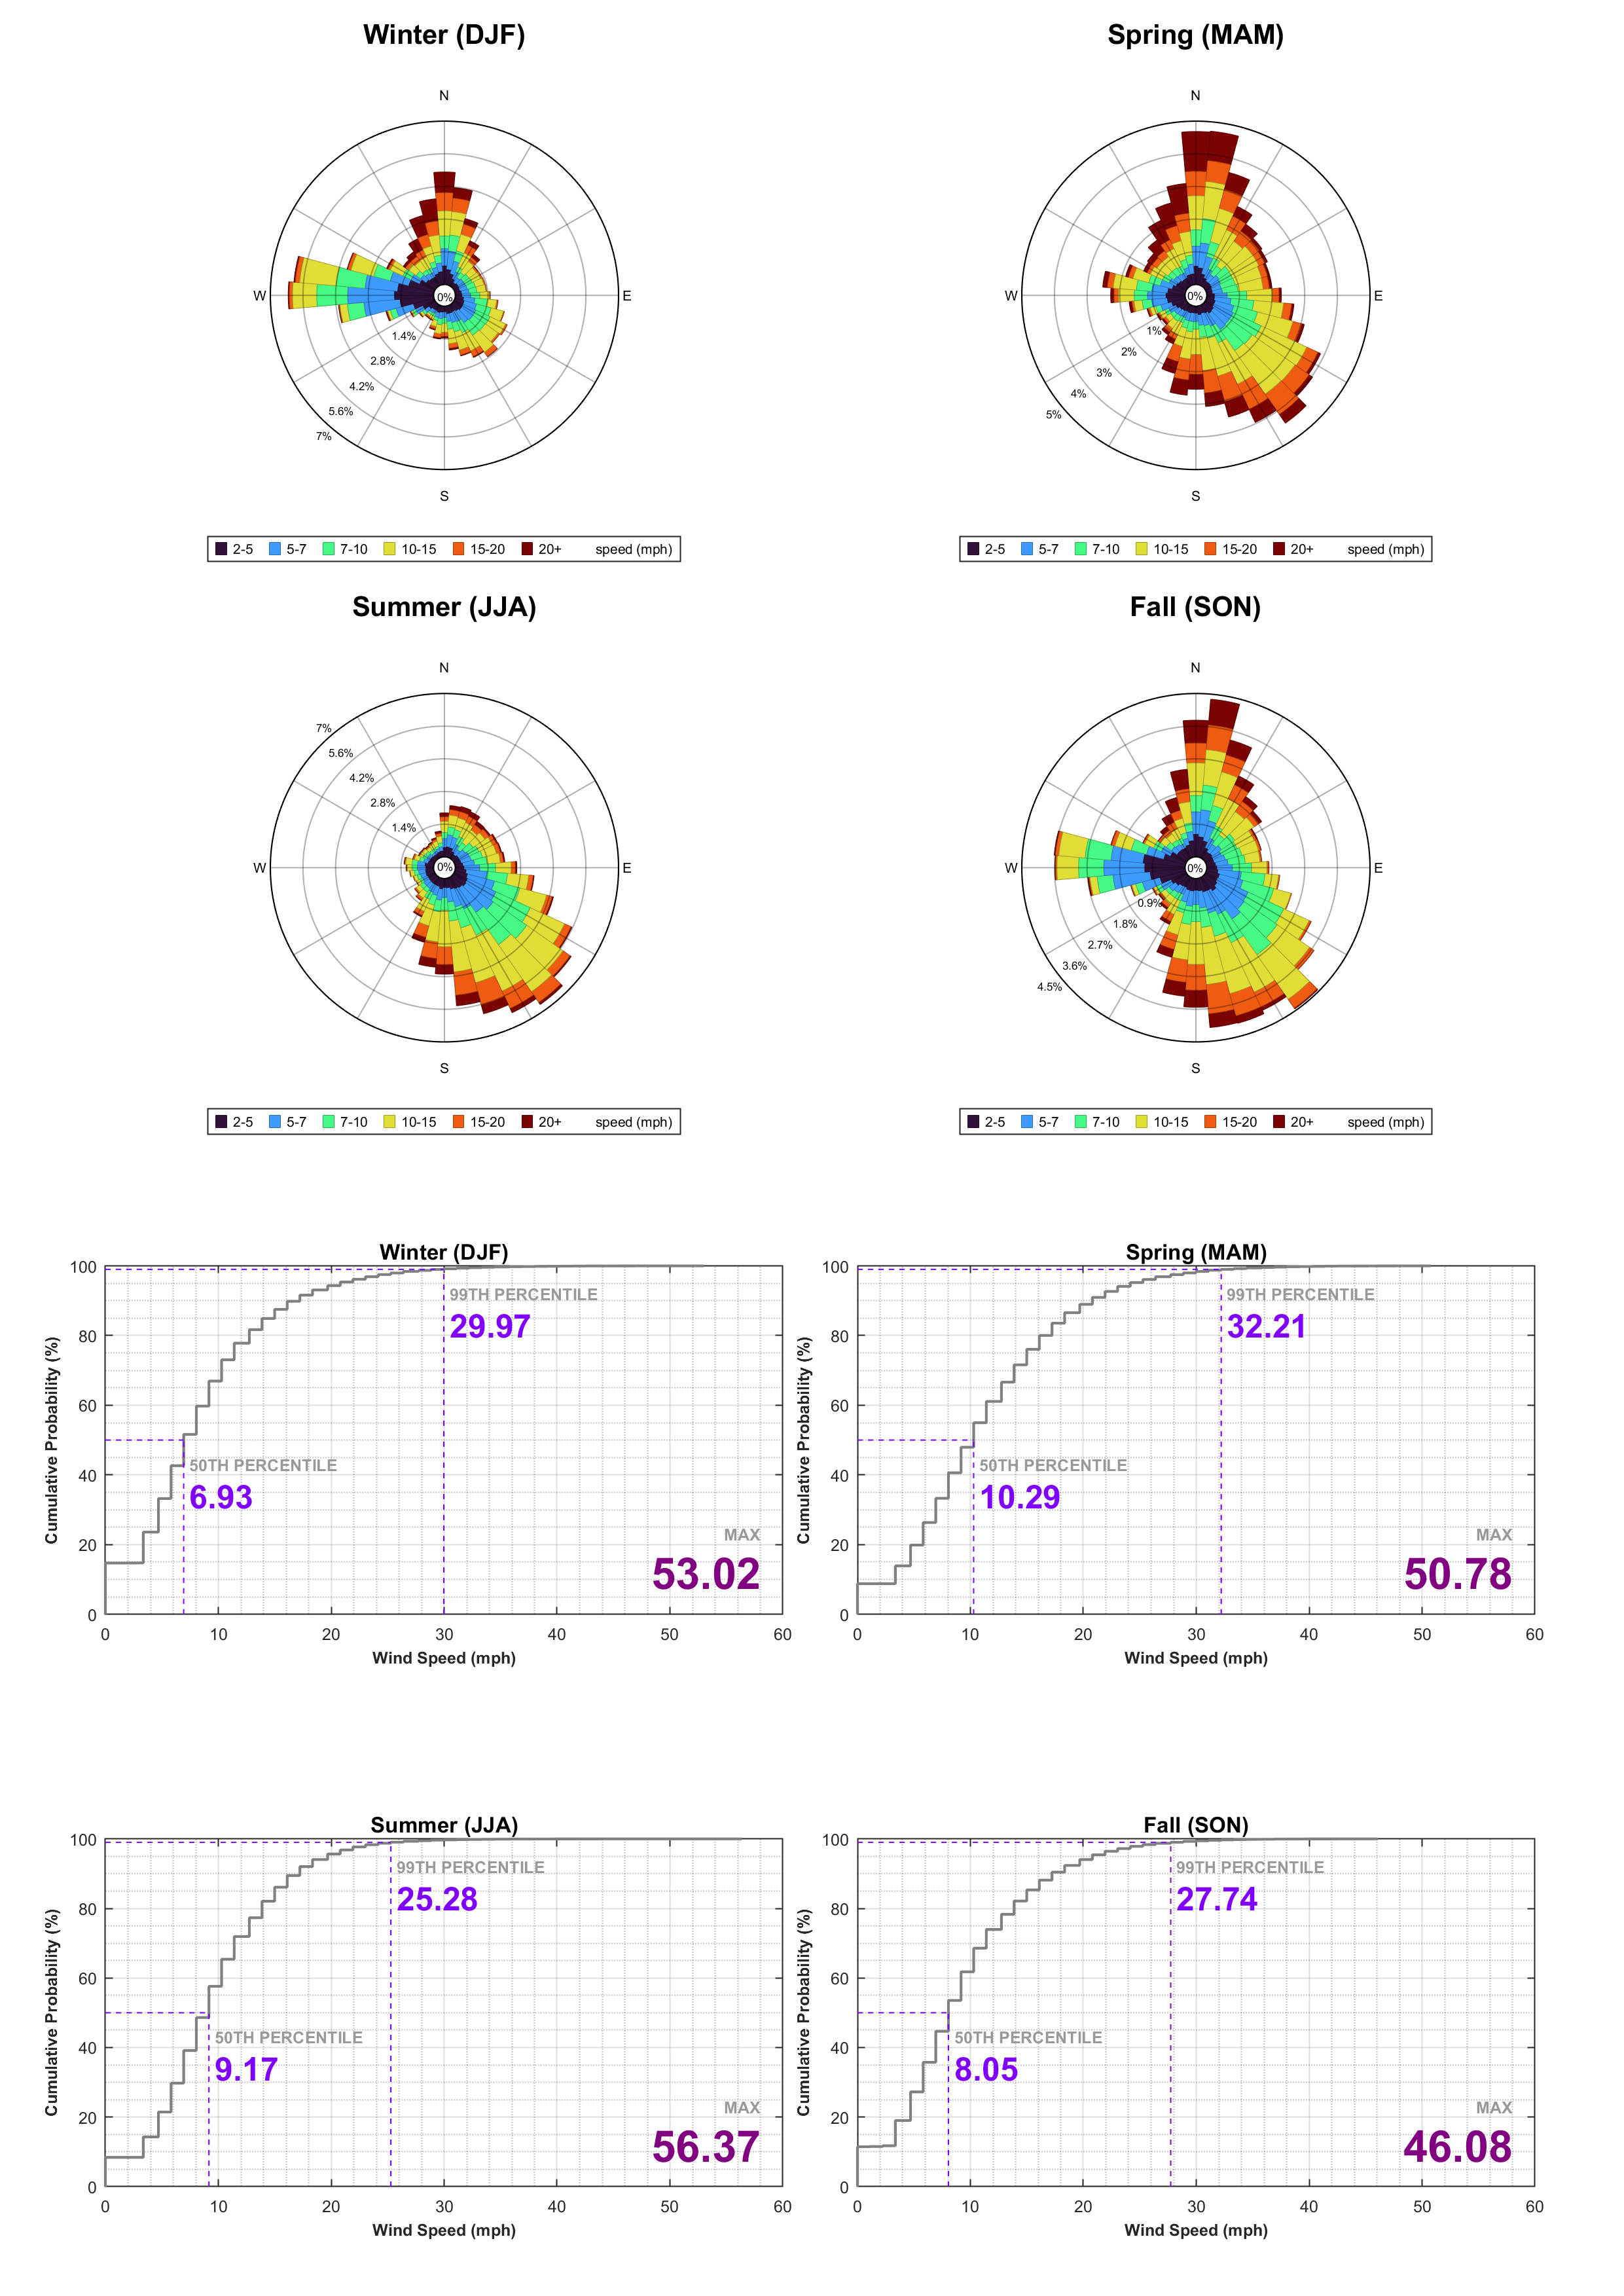 Winter (DJF)
Spring (MAM)
N
N
W
0%
E
W
0%
E
1.4%
2.8%
4.2%
5.6%
7%
1%
2%
3%
4%
5%
S
S
2-5 5-7 7-10 10-15 15-20 20+ speed (mph)
2-5 5-7 7-10 10-15 15-20 20+ speed (mph)
Summer (JJA)
Fall (SON)
N
N
7%
5.6%
4.2%
2.8%
1.4%
W
0%
E
W
0%
E
0.9%
1.8%
2.7%
3.6%
4.5%
S
S
2-5 5-7 7-10 10-15 15-20 20+ speed (mph)
2-5 5-7 7-10 10-15 15-20 20+ speed (mph)
Winter (DJF)
Cumulative Probability (%)
100
80
60
40
20
0
99TH PERCENTILE
29.97
50TH PERCENTILE
6.93
MAX
53.02
0 10 20 30 40 50 60
Wind Speed (mph)
Spring (MAM)
Cumulative Probability (%)
100
80
60
40
20
0
99TH PERCENTILE
32.21
50TH PERCENTILE
10.29
MAX
50.78
0 10 20 30 40 50 60
Wind Speed (mph)
Summer (JJA)
Cumulative Probability (%)
100
80
60
40
20
0
99TH PERCENTILE
25.28
50TH PERCENTILE
9.17
MAX
56.37
0 10 20 30 40 50 60
Wind Speed (mph)
Fall (SON)
Cumulative Probability (%)
100
80
60
40
20
0
99TH PERCENTILE
27.74
50TH PERCENTILE
8.05
MAX
46.08
0 10 20 30 40 50 60
Wind Speed (mph)